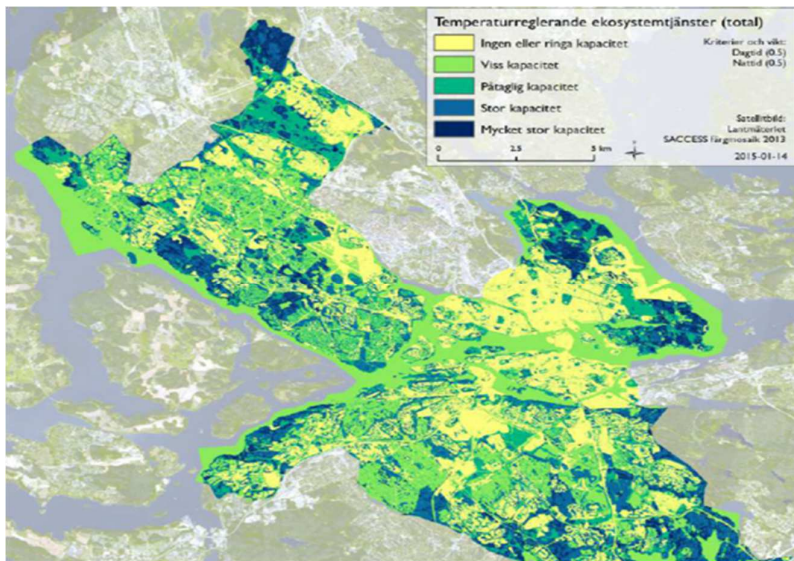 Temperaturreglerande ekosystemtjänster (total)
Ingen eller ringa kapacitet
Viss kapacitet
Påtaglig kapacitet
Stor kapacitet
Mycket stor kapacitet
Kriterier och vikt:
Dagtid (0.5)
Nattid (0.5)
Satellitbild:
Lantmäteriet
SACCESS färgmosaik 2013
2015-01-14
0 2,5 5 km